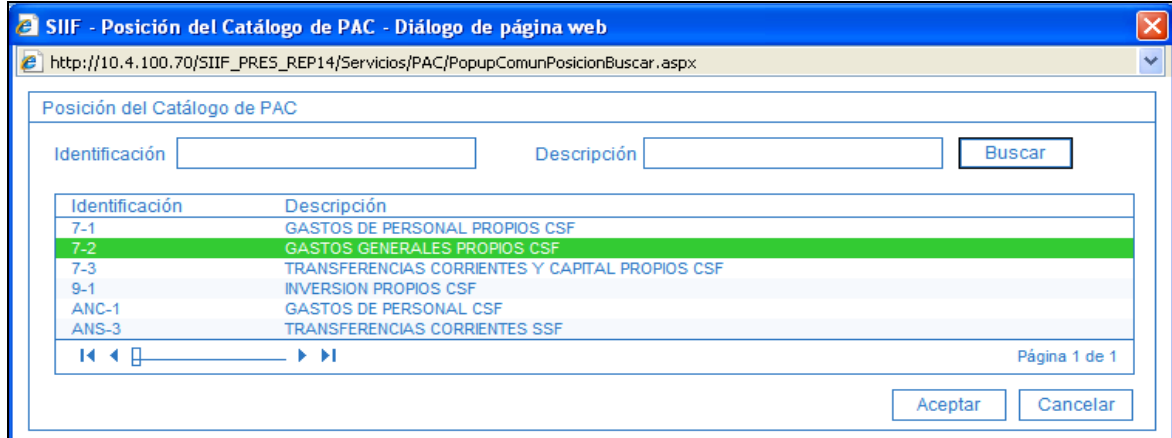 SIIF - Posición del Catálogo de PAC - Diálogo de página web
http://10.4.100.70/SIIF_PRES_REP14/Servicios/PAC/PopupComunPosicionBuscar.aspx
Posición del Catálogo de PAC
Identificación Descripción Buscar
Identificación Descripción
7-1 GASTOS DE PERSONAL PROPIOS CSF
7-2 GASTOS GENERALES PROPIOS CSF
7-3 TRANSFERENCIAS CORRIENTES Y CAPITAL PROPIOS CSF
9-1 INVERSION PROPIOS CSF
ANC-1 GASTOS DE PERSONAL CSF
ANS-3 TRANSFERENCIAS CORRIENTES SSF
Página 1 de 1
Aceptar Cancelar